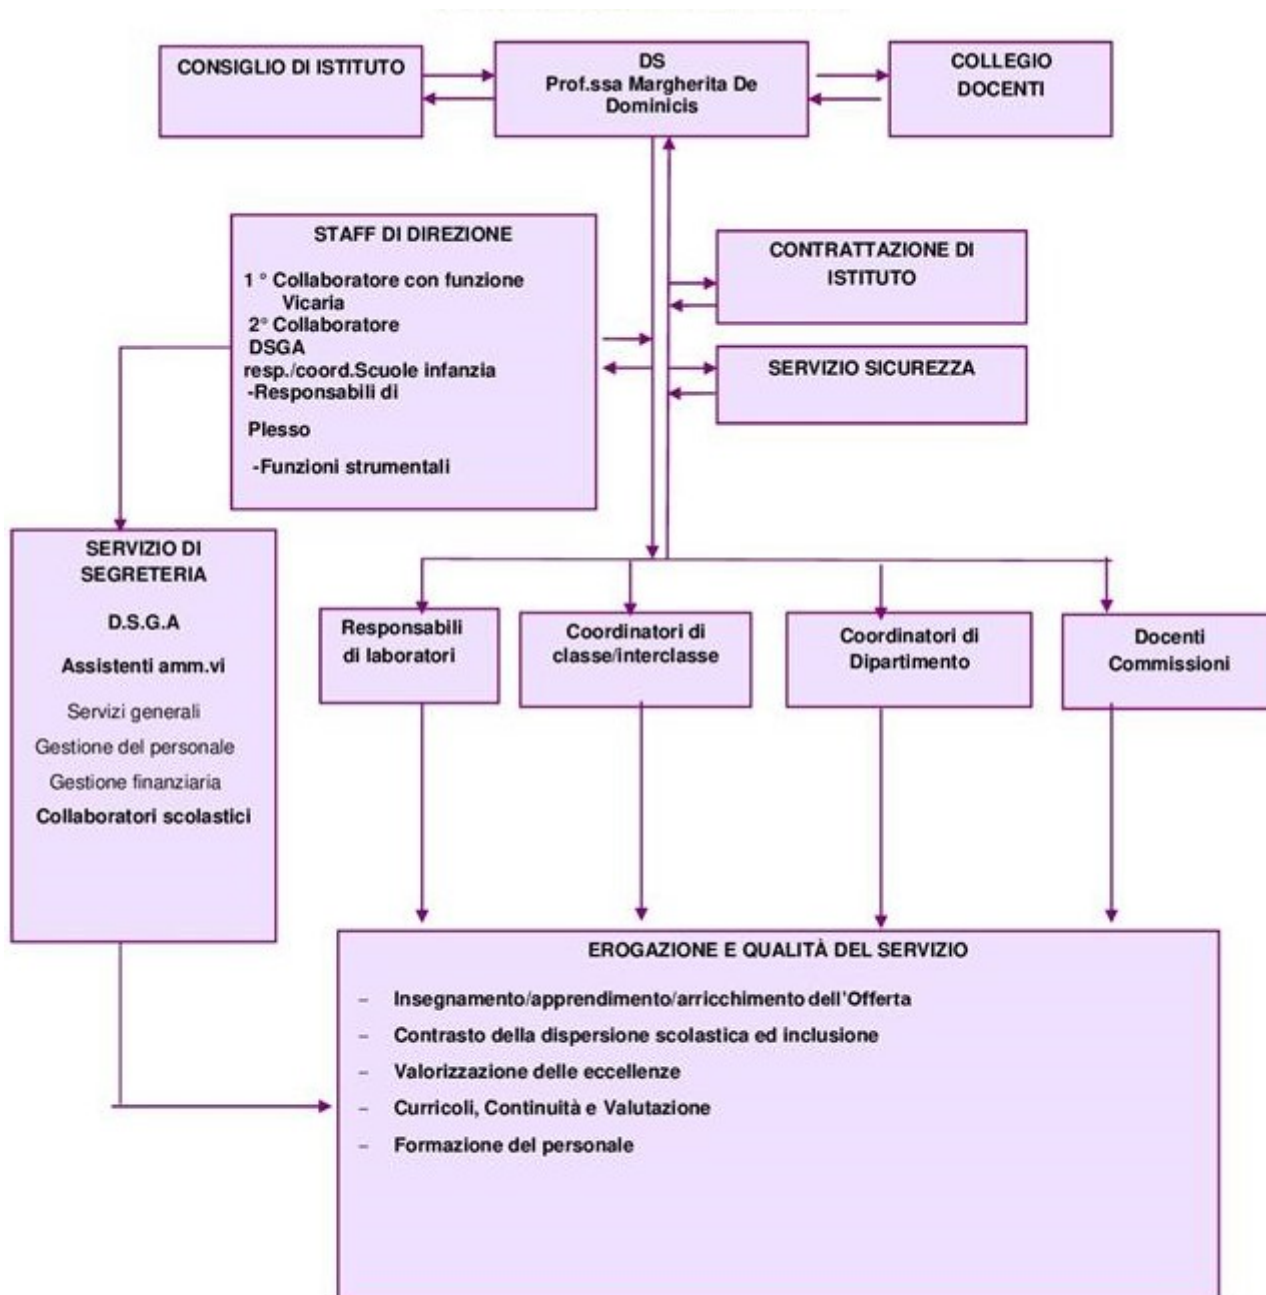 CONSIGLIO DI ISTITUTO
DS
Prof.ssa Margherita De
Dominicis
COLLEGIO
DOCENTI
STAFF DI DIREZIONE
1 ° Collaboratore con funzione
Vicaria
2° Collaboratore
DSGA
resp./coord.Scuole infanzia
-Responsabili di
Plesso
-Funzioni strumentali
CONTRATTAZIONE DI
ISTITUTO
SERVIZIO SICUREZZA
SERVIZIO DI
SEGRETERIA
D.S.G.A
Assistenti amm.vi
Servizi generali
Gestione del personale
Gestione finanziaria
Collaboratori scolastici
Responsabili
di laboratori
Coordinatori di
classe/interclasse
Coordinatori di
Dipartimento
Docenti
Commissioni
EROGAZIONE E QUALITÀ DEL SERVIZIO
– Insegnamento/apprendimento/arricchimento dell'Offerta
– Contrasto della dispersione scolastica ed inclusione
– Valorizzazione delle eccellenze
– Curricoli, Continuità e Valutazione
– Formazione del personale